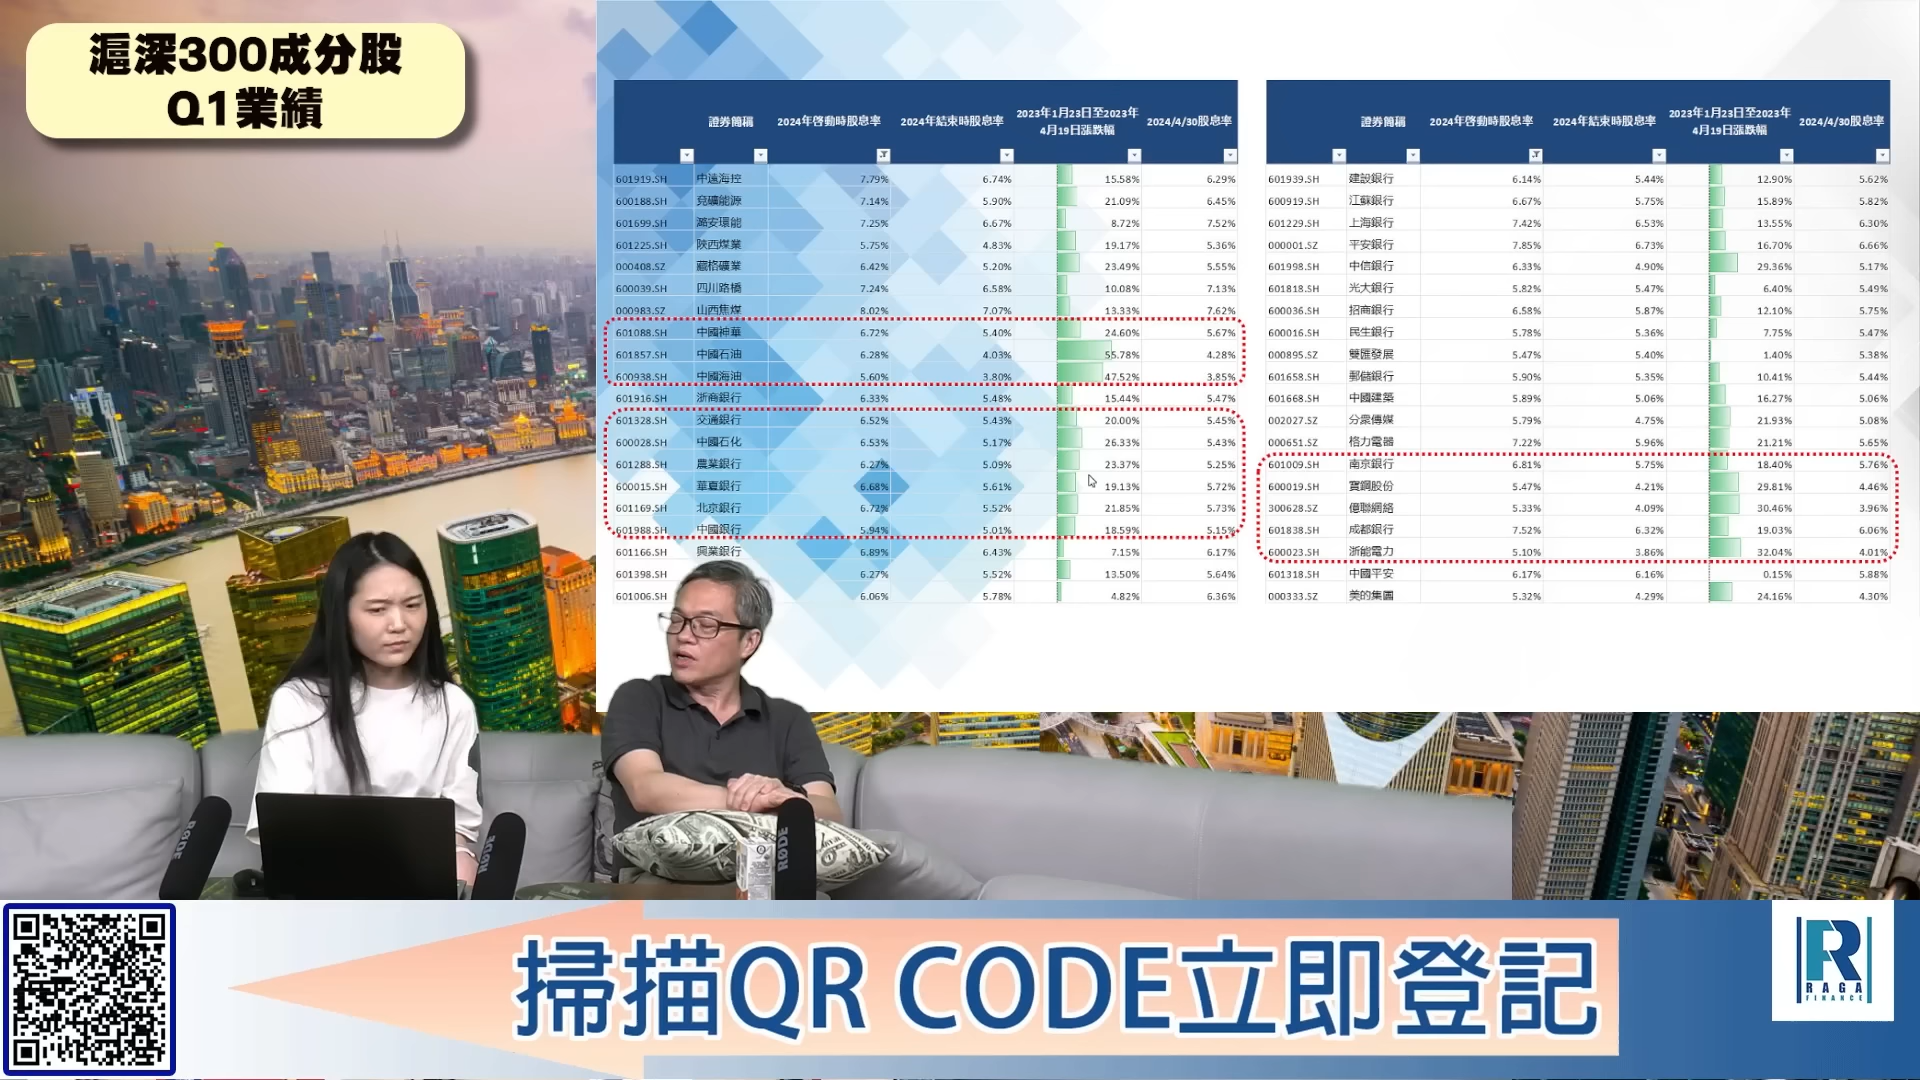 滬深300成分股
Q1業績
證券簡稱 2024年啓動時股息率 2024年結束時股息率 2023年1月23日至2023年4月19日漲跌幅 2024/4/30股息率
601919.SH 中遠海控 7.79% 6.74% 15.58% 6.29%
600188.SH 兗礦能源 7.14% 5.90% 21.09% 6.45%
601699.SH 潞安環能 7.25% 6.67% 8.72% 7.52%
601225.SH 陝西煤業 5.75% 4.83% 19.17% 5.36%
000408.SZ 藏格礦業 6.42% 5.20% 23.49% 5.55%
600039.SH 四川路橋 7.24% 6.58% 10.08% 7.13%
000983.SZ 山西焦煤 8.02% 7.07% 13.33% 7.62%
601088.SH 中國神華 6.72% 5.40% 24.60% 5.67%
601857.SH 中國石油 6.28% 4.03% 55.78% 4.28%
600938.SH 中國海油 5.60% 3.80% 47.52% 3.85%
601916.SH 浙商銀行 6.33% 5.48% 15.44% 5.47%
601328.SH 交通銀行 6.52% 5.43% 20.00% 5.45%
600028.SH 中國石化 6.53% 5.17% 26.33% 5.43%
601288.SH 農業銀行 6.27% 5.09% 23.37% 5.25%
600015.SH 華夏銀行 6.68% 5.61% 19.13% 5.72%
601169.SH 北京銀行 6.72% 5.52% 21.85% 5.73%
601988.SH 中國銀行 5.94% 5.01% 18.59% 5.15%
601166.SH 興業銀行 6.89% 6.43% 7.15% 6.17%
601398.SH 6.27% 5.52% 13.50% 5.64%
601006.SH 6.06% 5.78% 4.82% 6.36%
證券簡稱 2024年啓動時股息率 2024年結束時股息率 2023年1月23日至2023年4月19日漲跌幅 2024/4/30股息率
601939.SH 建設銀行 6.14% 5.44% 12.90% 5.62%
600919.SH 江蘇銀行 6.67% 5.75% 15.89% 5.82%
601229.SH 上海銀行 7.42% 6.53% 13.55% 6.30%
000001.SZ 平安銀行 7.85% 6.73% 16.70% 6.66%
601998.SH 中信銀行 6.33% 4.90% 29.36% 5.17%
601818.SH 光大銀行 5.82% 5.47% 6.40% 5.49%
600036.SH 招商銀行 6.58% 5.87% 12.10% 5.75%
600016.SH 民生銀行 5.78% 5.36% 7.75% 5.47%
000895.SZ 雙匯發展 5.47% 5.40% 1.40% 5.38%
601658.SH 郵儲銀行 5.90% 5.35% 10.41% 5.44%
601668.SH 中國建築 5.89% 5.06% 16.27% 5.06%
002027.SZ 分衆傳媒 5.79% 4.75% 21.93% 5.08%
000651.SZ 格力電器 7.22% 5.96% 21.21% 5.65%
601009.SH 南京銀行 6.81% 5.75% 18.40% 5.76%
600019.SH 寶鋼股份 5.47% 4.21% 29.81% 4.46%
300628.SZ 億聯網絡 5.33% 4.09% 30.46% 3.96%
601838.SH 成都銀行 7.52% 6.32% 19.03% 6.06%
600023.SH 浙能電力 5.10% 3.86% 32.04% 4.01%
601318.SH 中國平安 6.17% 6.16% 0.15% 5.88%
000333.SZ 美的集團 5.32% 4.29% 24.16% 4.30%
RØDE
RØDE
RØDE
掃描QR CODE立即登記
RAGA
FINANCE